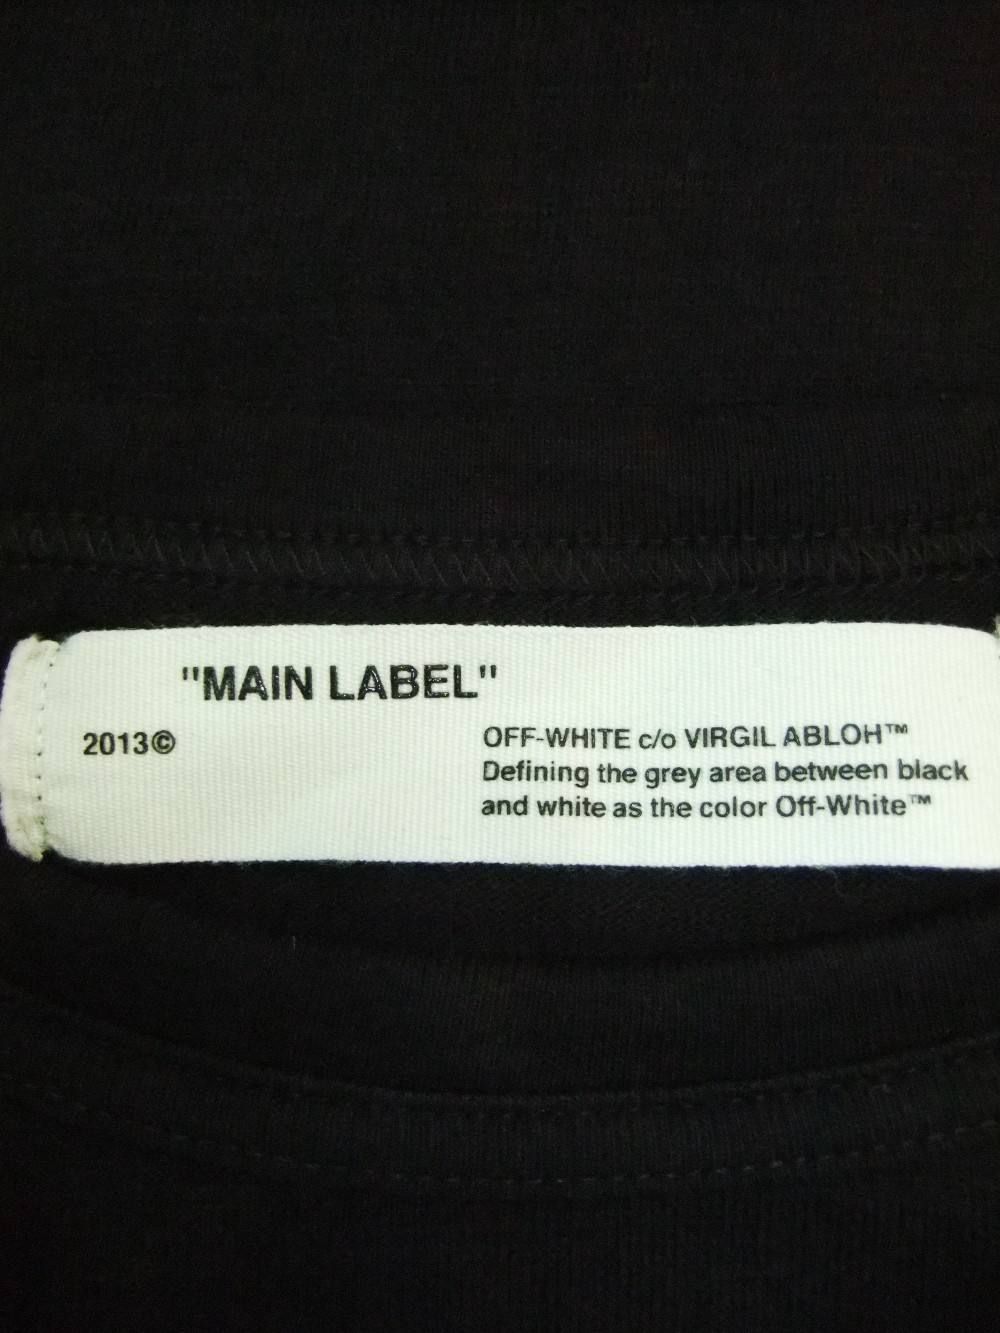 "MAIN LABEL"
2013©
OFF-WHITE c/o VIRGIL ABLOH™
Defining the grey area between black
and white as the color Off-White™